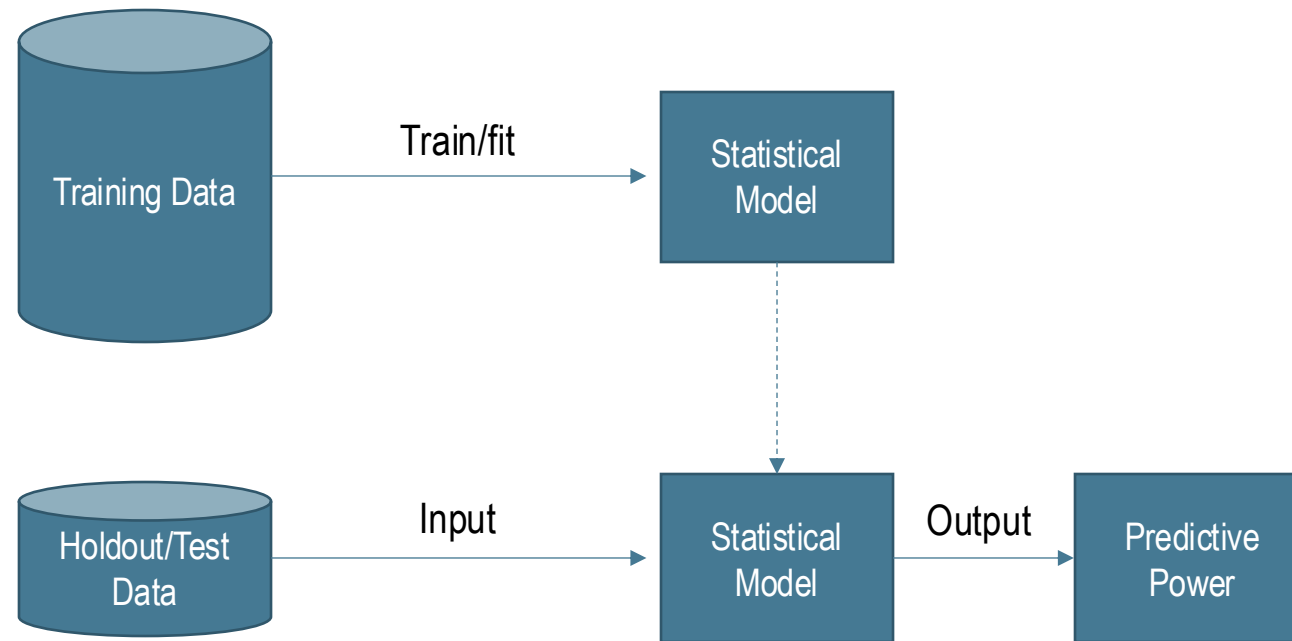 Training Data
Train/fit
Statistical
Model
Holdout/Test
Data
Input
Statistical
Model
Output
Predictive
Power